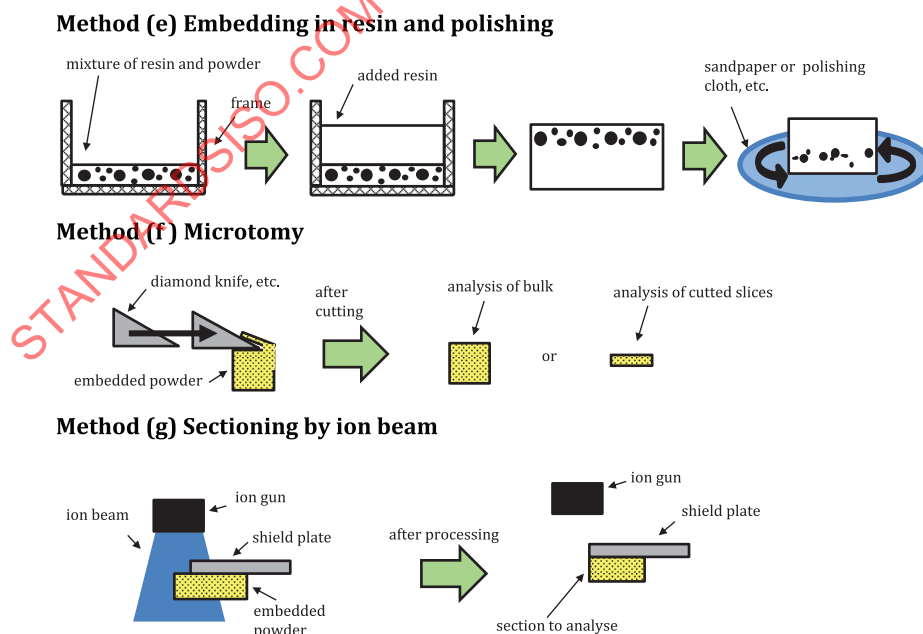 Method (e) Embedding in resin and polishing
mixture of resin and powder
frame
added resin
sandpaper or polishing
cloth, etc.
Method (f) Microtomy
diamond knife, etc.
embedded powder
after
cutting
analysis of bulk
or
analysis of cutted slices
Method (g) Sectioning by ion beam
ion beam
ion gun
shield plate
embedded
powder
after processing
ion gun
shield plate
section to analyse
STANDARDSISO.COM